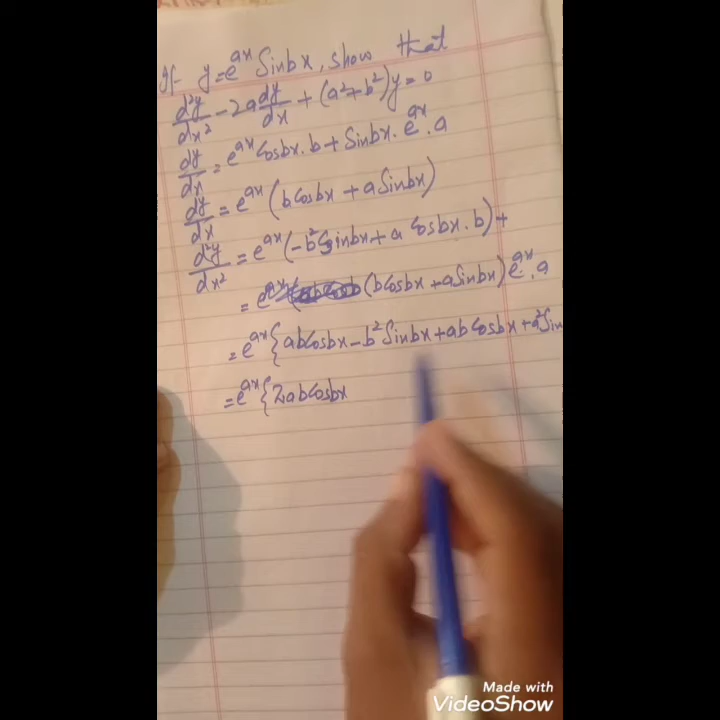 If y=e^ax Sinbx, show that
d²y/dx² - 2a dy/dx + (a²+b²)y=0
dy/dx = e^ax Cosbx.b + Sinbx.e^ax.a
dy/dx = e^ax (bCosbx + aSinbx)
d²y/dx² = e^ax (-b²Sinbx + a Cosbx.b)+
= e^ax (bCosbx + aSinbx) e^ax.a
= e^ax {abCosbx - b²Sinbx + abCosbx + a²Sin
= e^ax {2abCosbx
Made with
VideoShow